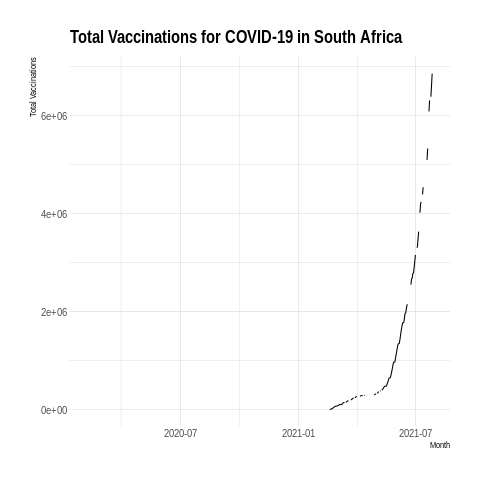 Total Vaccinations for COVID-19 in South Africa
Total Vaccinations
6e+06
4e+06
2e+06
0e+00
2020-07
2021-01
2021-07
Month